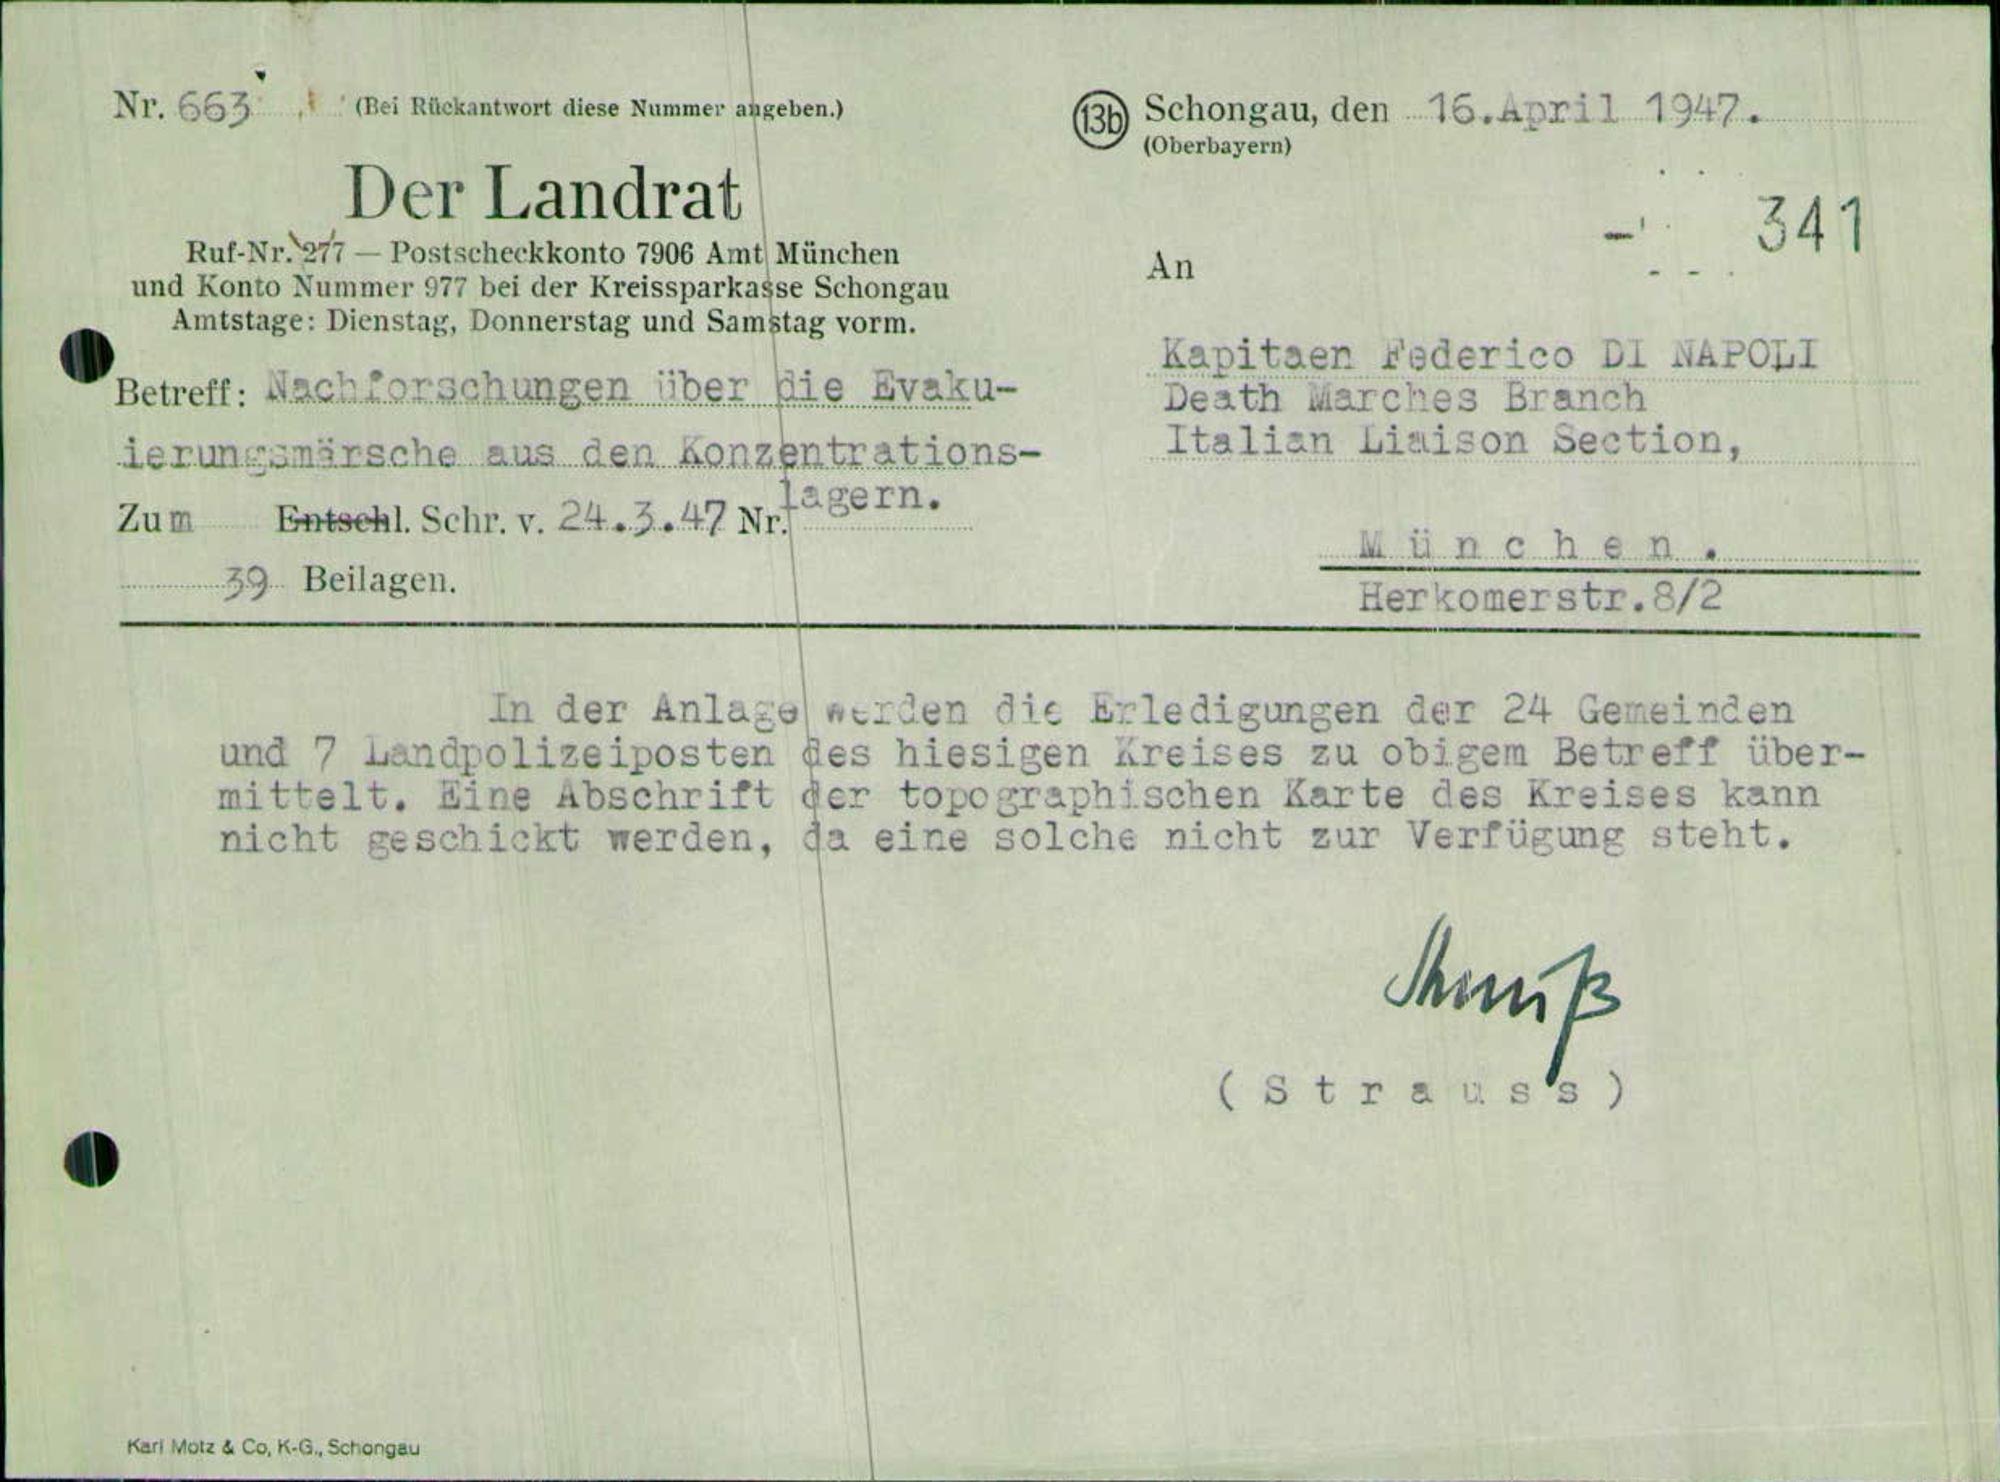 Nr. 663 (Bei Rückantwort diese Nummer angeben.)
Der Landrat
Ruf-Nr. 277 — Postscheckkonto 7906 Amt München
und Konto Nummer 977 bei der Kreissparkasse Schongau
Amtstage: Dienstag, Donnerstag und Samstag vorm.
Betreff: Nachforschungen über die Evaku-
ierungsmärsche aus den Konzentrations-
lagern.
Zum Entschl. Schr. v. 24.3.47 Nr.
39 Beilagen.
13b Schongau, den 16.April 1947.
(Oberbayern)
341
An
Kapitaen Federico DI NAPOLI
Death Marches Branch
Italian Liaison Section,
München.
Herkomerstr.8/2
In der Anlage werden die Erledigungen der 24 Gemeinden
und 7 Landpolizeiposten des hiesigen Kreises zu obigem Betreff über-
mittelt. Eine Abschrift der topographischen Karte des Kreises kann
nicht geschickt werden, da eine solche nicht zur Verfügung steht.
Strauß
(Strauss)
Karl Motz & Co, K-G., Schongau